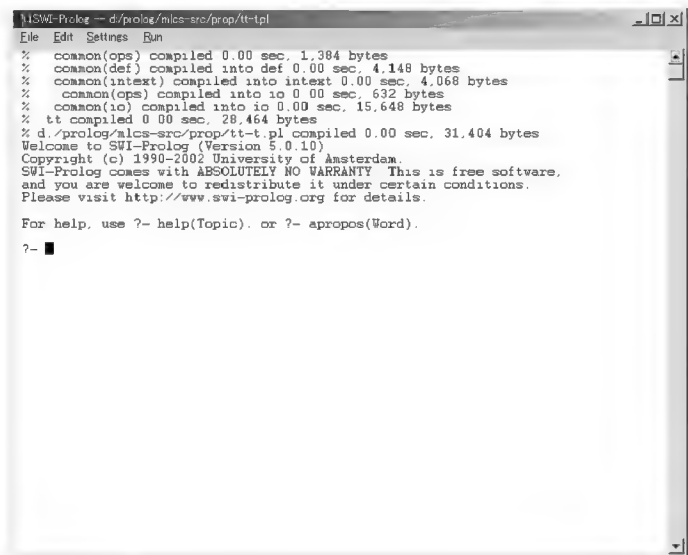 SWI-Prolog — d:/prolog/mlcs-src/prop/tt-t.pl
File Edit Settings Run
% common(ops) compiled 0.00 sec, 1,384 bytes
% common(def) compiled into def 0.00 sec, 4,148 bytes
% common(intext) compiled into intext 0.00 sec, 4,068 bytes
% common(ops) compiled into io 0 00 sec, 632 bytes
% common(io) compiled into io 0.00 sec, 15,648 bytes
% tt compiled 0 00 sec, 28,464 bytes
% d:/prolog/mlcs-src/prop/tt-t.pl compiled 0.00 sec, 31,404 bytes
Welcome to SWI-Prolog (Version 5.0.10)
Copyright (c) 1990-2002 University of Amsterdam.
SWI-Prolog comes with ABSOLUTELY NO WARRANTY This is free software,
and you are welcome to redistribute it under certain conditions.
Please visit http://www.swi-prolog.org for details.
For help, use ?- help(Topic). or ?- apropos(Word).
?-